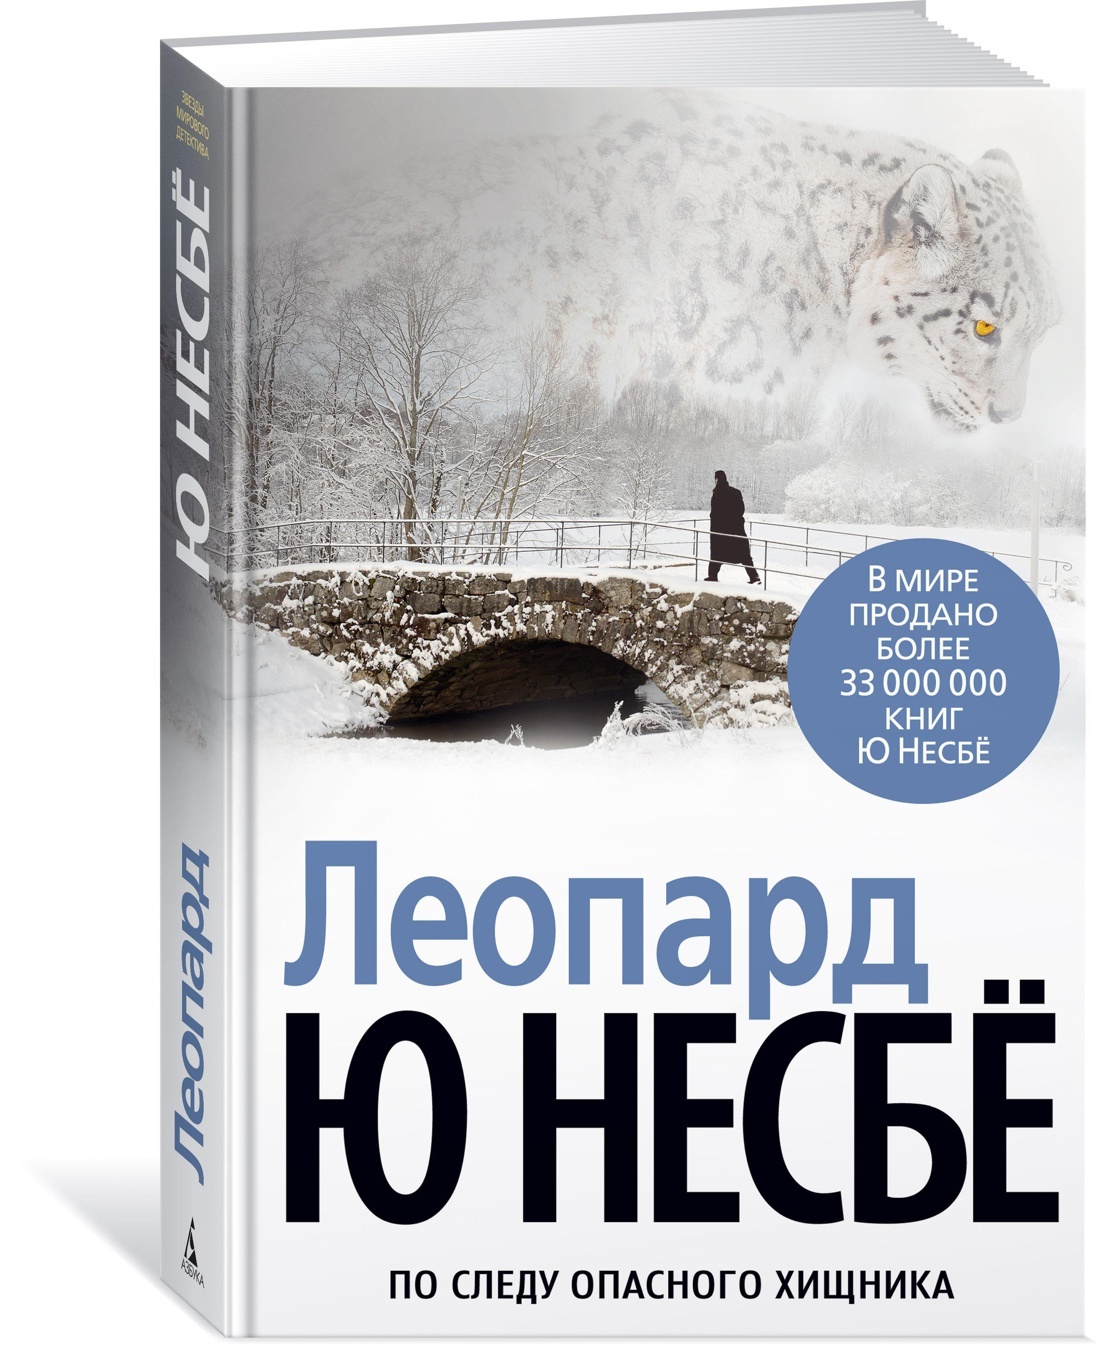 ЗВЕЗДЫ
МИРОВОГО
ДЕТЕКТИВА
Ю НЕСБЁ
Леопард
АЗБУКА
В МИРЕ
ПРОДАНО
БОЛЕЕ
33 000 000
КНИГ
Ю НЕСБЁ
Леопард
Ю НЕСБЁ
ПО СЛЕДУ ОПАСНОГО ХИЩНИКА